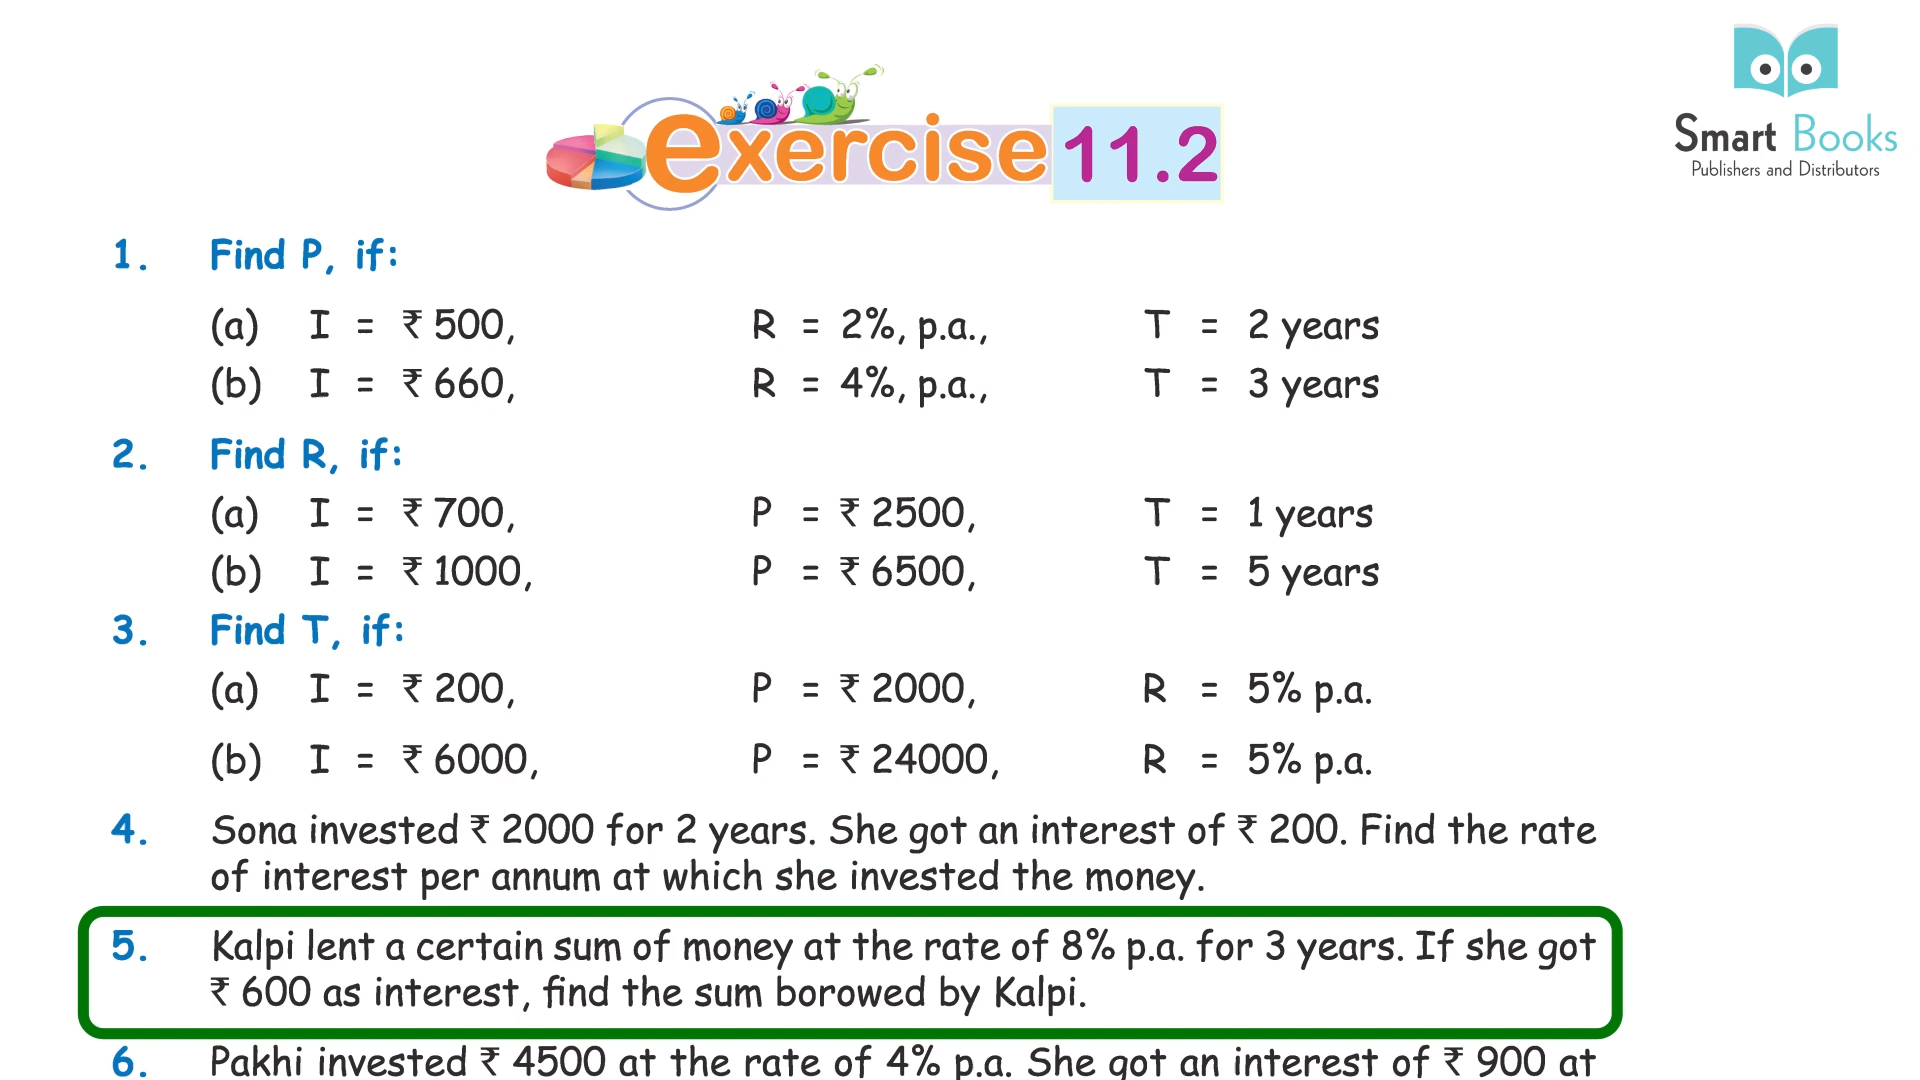 Smart Books
Publishers and Distributors
exercise 11.2
1. Find P, if:
(a) I = ₹ 500, R = 2%, p.a., T = 2 years
(b) I = ₹ 660, R = 4%, p.a., T = 3 years
2. Find R, if:
(a) I = ₹ 700, P = ₹ 2500, T = 1 years
(b) I = ₹ 1000, P = ₹ 6500, T = 5 years
3. Find T, if:
(a) I = ₹ 200, P = ₹ 2000, R = 5% p.a.
(b) I = ₹ 6000, P = ₹ 24000, R = 5% p.a.
4. Sona invested ₹ 2000 for 2 years. She got an interest of ₹ 200. Find the rate
of interest per annum at which she invested the money.
5. Kalpi lent a certain sum of money at the rate of 8% p.a. for 3 years. If she got
₹ 600 as interest, find the sum borowed by Kalpi.
6. Pakhi invested ₹ 4500 at the rate of 4% p.a. She got an interest of ₹ 900 at